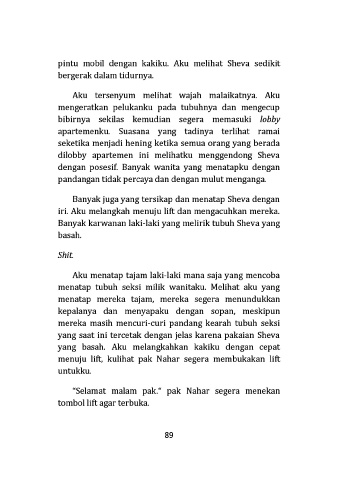 pintu mobil dengan kakiku. Aku melihat Sheva sedikit
bergerak dalam tidurnya.
Aku tersenyum melihat wajah malaikatnya. Aku
mengeratkan pelukanku pada tubuhnya dan mengecup
bibirnya sekilas kemudian segera memasuki lobby
apartemenku. Suasana yang tadinya terlihat ramai
seketika menjadi hening ketika semua orang yang berada
dilobby apartemen ini melihatku menggendong Sheva
dengan posesif. Banyak wanita yang menatapku dengan
pandangan tidak percaya dan dengan mulut menganga.
Banyak juga yang tersikap dan menatap Sheva dengan
iri. Aku melangkah menuju lift dan mengacuhkan mereka.
Banyak karwanan laki-laki yang melirik tubuh Sheva yang
basah.
Shit.
Aku menatap tajam laki-laki mana saja yang mencoba
menatap tubuh seksi milik wanitaku. Melihat aku yang
menatap mereka tajam, mereka segera menundukkan
kepalanya dan menyapaku dengan sopan, meskipun
mereka masih mencuri-curi pandang kearah tubuh seksi
yang saat ini tercetak dengan jelas karena pakaian Sheva
yang basah. Aku melangkahkan kakiku dengan cepat
menuju lift, kulihat pak Nahar segera membukakan lift
untukku.
"Selamat malam pak." pak Nahar segera menekan
tombol lift agar terbuka.
89